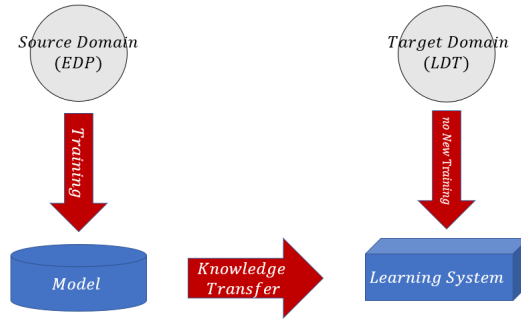 Source Domain
(EDP)
Target Domain
(LDT)
Training
no New Training
Model
Knowledge
Transfer
Learning System